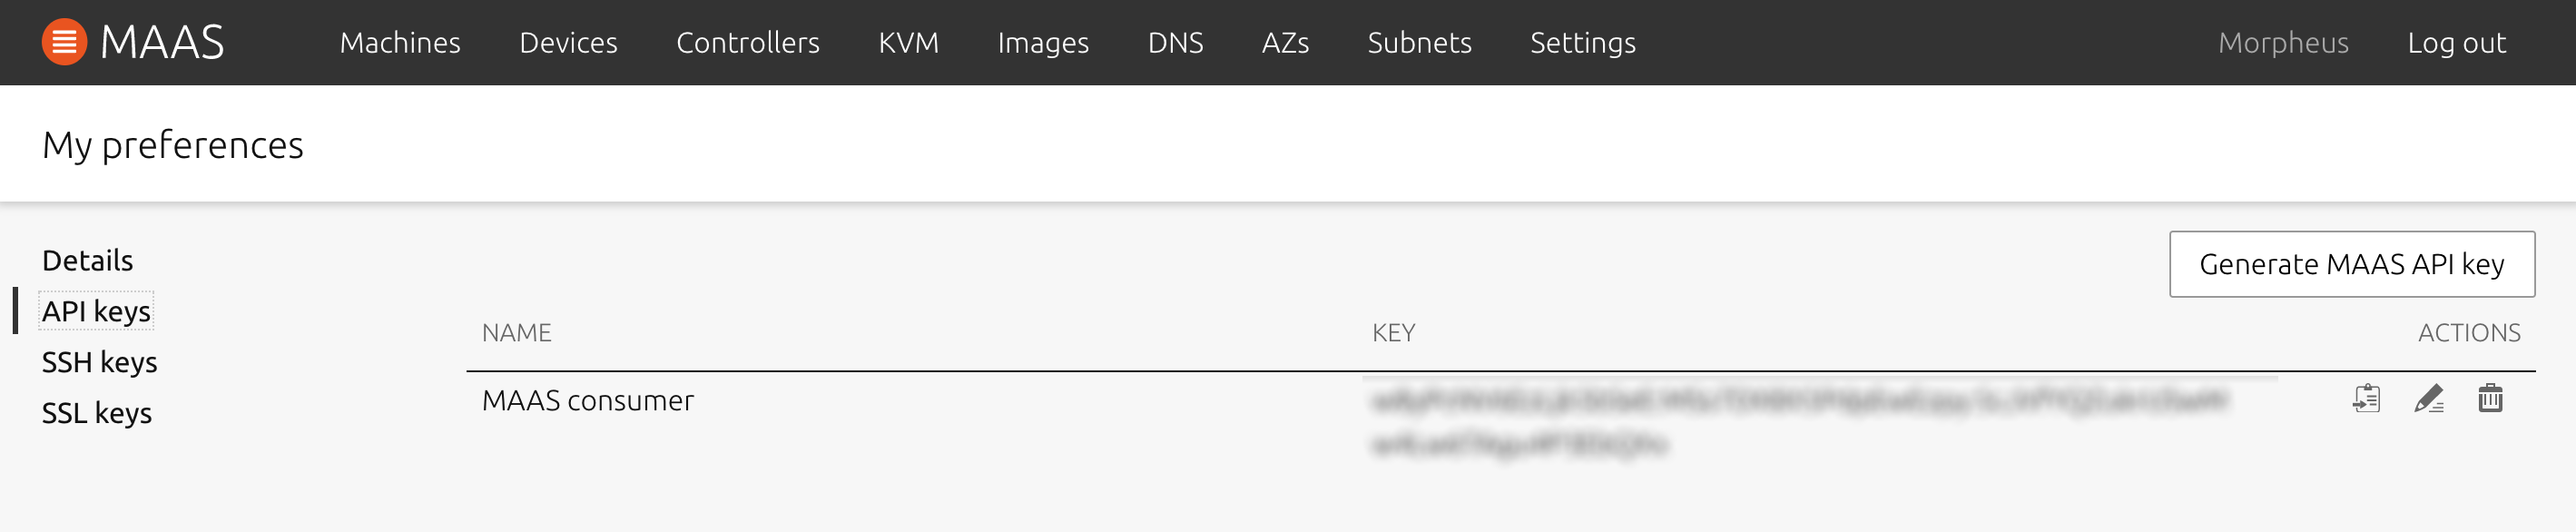 MAAS Machines Devices Controllers KVM Images DNS AZs Subnets Settings Morpheus Log out
My preferences
Details
Generate MAAS API key
API keys
NAME KEY ACTIONS
SSH keys
MAAS consumer
SSL keys